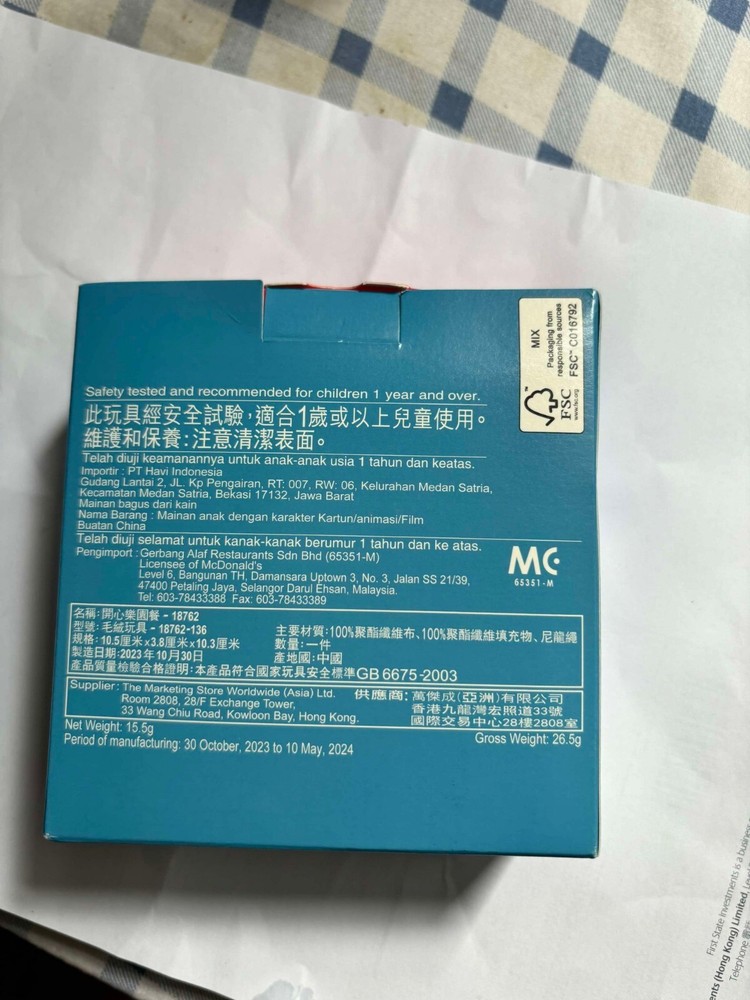 MIX
Packaging from
responsible sources
FSC™ C016792
FSC
www.fsc.org
Safety tested and recommended for children 1 year and over.
此玩具經安全試驗,適合1歲或以上兒童使用。
維護和保養:注意清潔表面。
Telah diuji keamanannya untuk anak-anak usia 1 tahun dan keatas.
Importir : PT Havi Indonesia
Gudang Lantai 2, JL. Kp Pengairan, RT: 007, RW: 06, Kelurahan Medan Satria,
Kecamatan Medan Satria, Bekasi 17132, Jawa Barat
Mainan bagus dari kain
Nama Barang : Mainan anak dengan karakter Kartun/animasi/Film
Buatan China
Telah diuji selamat untuk kanak-kanak berumur 1 tahun dan ke atas.
Pengimport : Gerbang Alaf Restaurants Sdn Bhd (65351-M)
Licensee of McDonald's
Level 6, Bangunan TH, Damansara Uptown 3, No. 3, Jalan SS 21/39,
47400 Petaling Jaya, Selangor Darul Ehsan, Malaysia.
Tel: 603-78433388 Fax: 603-78433389
MC
65351-M
名稱:開心樂園餐 - 18762
型號:毛絨玩具 - 18762-136
規格:10.5厘米x3.8厘米x10.3厘米
製造日期:2023年10月30日
主要材質:100%聚酯纖維布、100%聚酯纖維填充物、尼龍繩
數量:一件
產地國:中國
產品質量檢驗合格證明:本產品符合國家玩具安全標準GB 6675-2003
Supplier : The Marketing Store Worldwide (Asia) Ltd.
Room 2808, 28/F Exchange Tower,
33 Wang Chiu Road, Kowloon Bay, Hong Kong.
供應商:萬傑成(亞洲)有限公司
香港九龍灣宏照道33號
國際交易中心28樓2808室
Net Weight: 15.5g
Gross Weight: 26.5g
Period of manufacturing: 30 October, 2023 to 10 May, 2024
First State Investments is a business
ents (Hong Kong) Limited,
Telephone